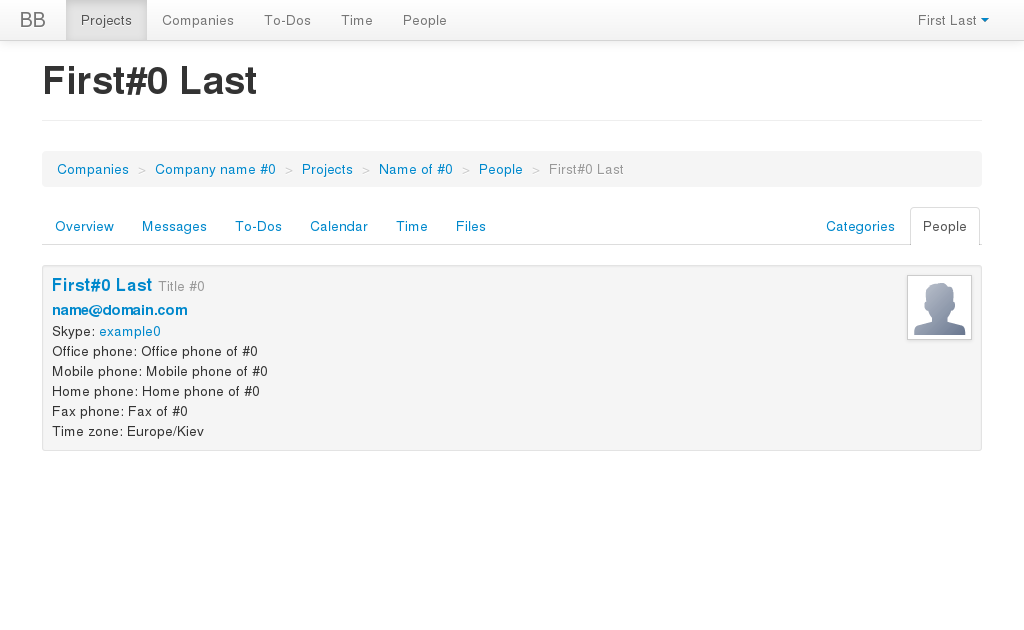 BB Projects Companies To-Dos Time People First Last
First#0 Last
Companies > Company name #0 > Projects > Name of #0 > People > First#0 Last
Overview Messages To-Dos Calendar Time Files Categories People
First#0 Last Title #0
name@domain.com
Skype: example0
Office phone: Office phone of #0
Mobile phone: Mobile phone of #0
Home phone: Home phone of #0
Fax phone: Fax of #0
Time zone: Europe/Kiev